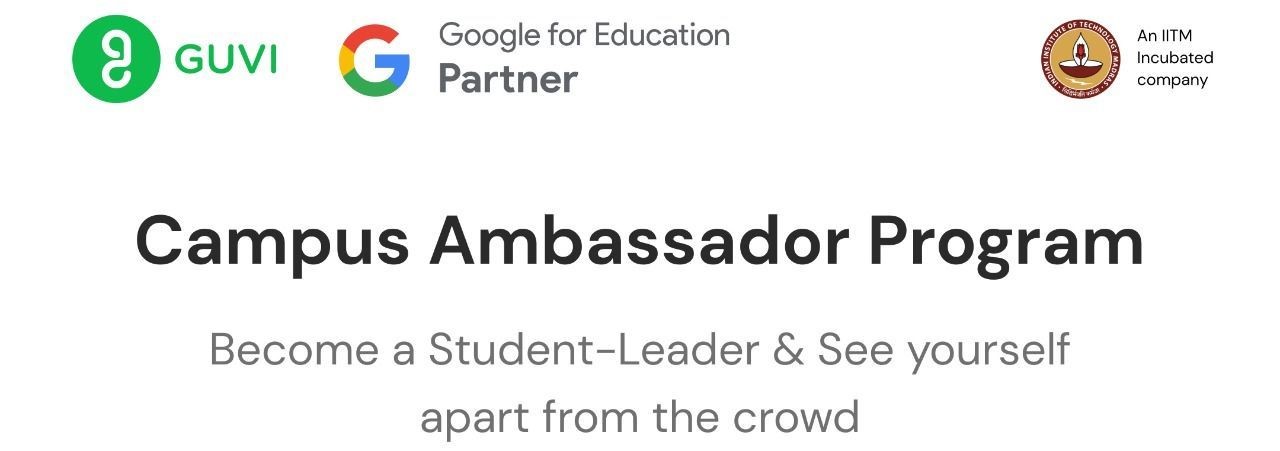 GUVI
Google for Education
Partner
INDIAN INSTITUTE OF TECHNOLOGY MADRAS
An IITM
Incubated
company
Campus Ambassador Program
Become a Student-Leader & See yourself
apart from the crowd